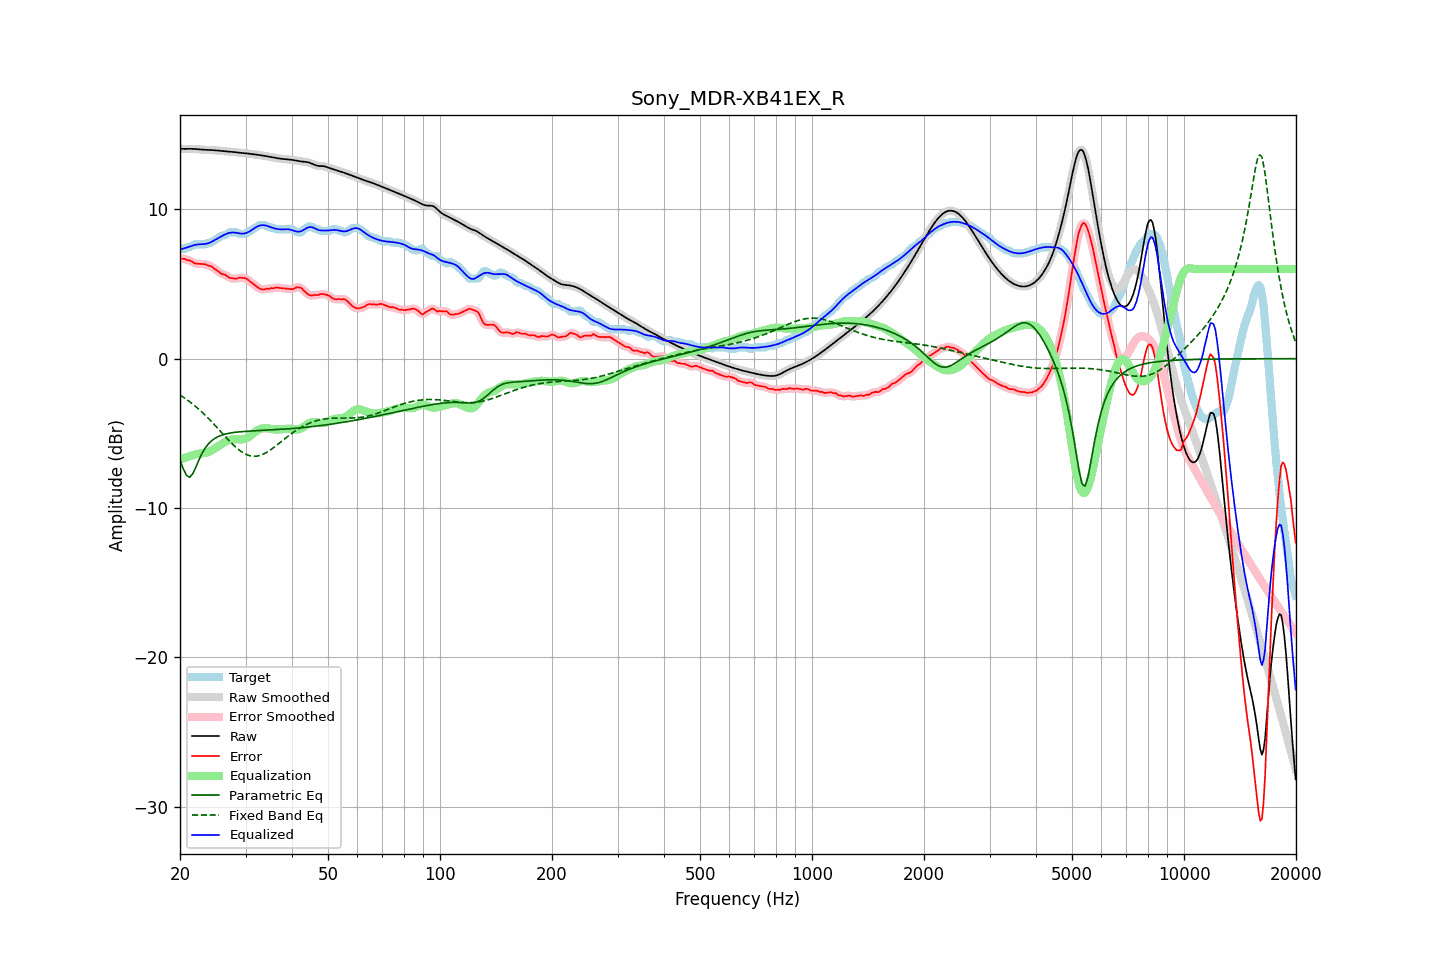 Sony_MDR-XB41EX_R
Amplitude (dBr)
10
0
−10
−20
−30
Target
Raw Smoothed
Error Smoothed
Raw
Error
Equalization
Parametric Eq
Fixed Band Eq
Equalized
20
50
100
200
500
1000
2000
5000
10000
20000
Frequency (Hz)